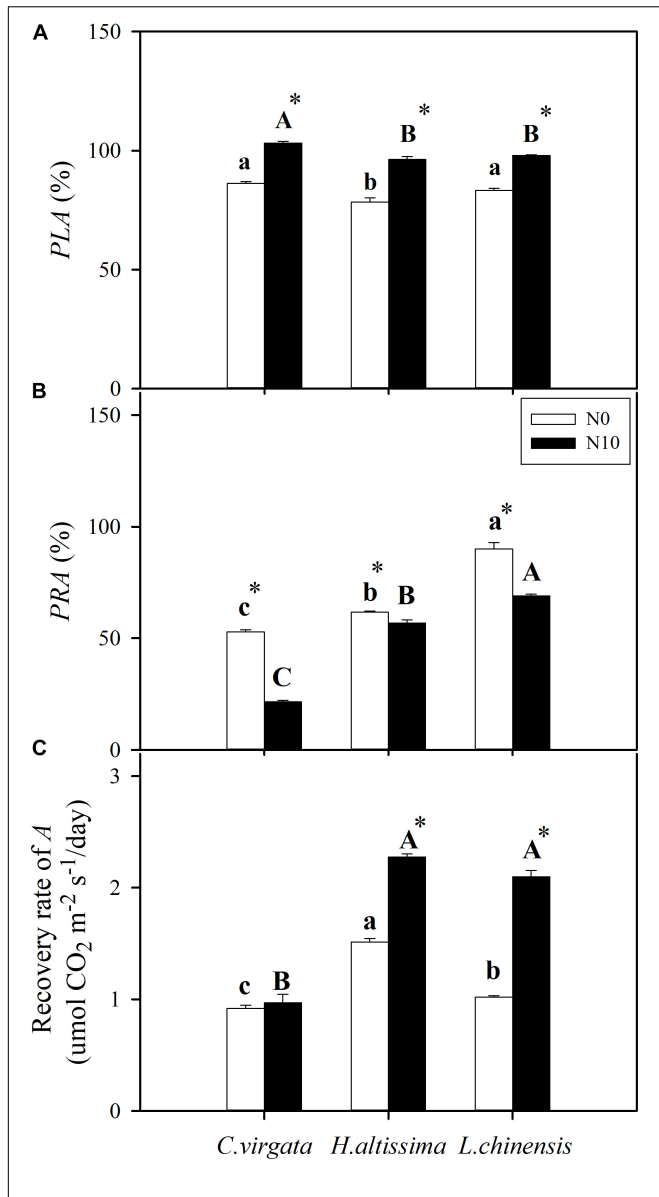 A
150
A*
B*
B*
100
a
b
a
PLA (%)
50
0
B
150
N0
N10
a*
100
*
c*
b
B
A
PRA (%)
50
C
0
C
3
A*
A*
2
a
Recovery rate of A
(umol CO₂ m⁻² s⁻¹/day)
c
B
b
1
0
C.virgata H.altissima L.chinensis